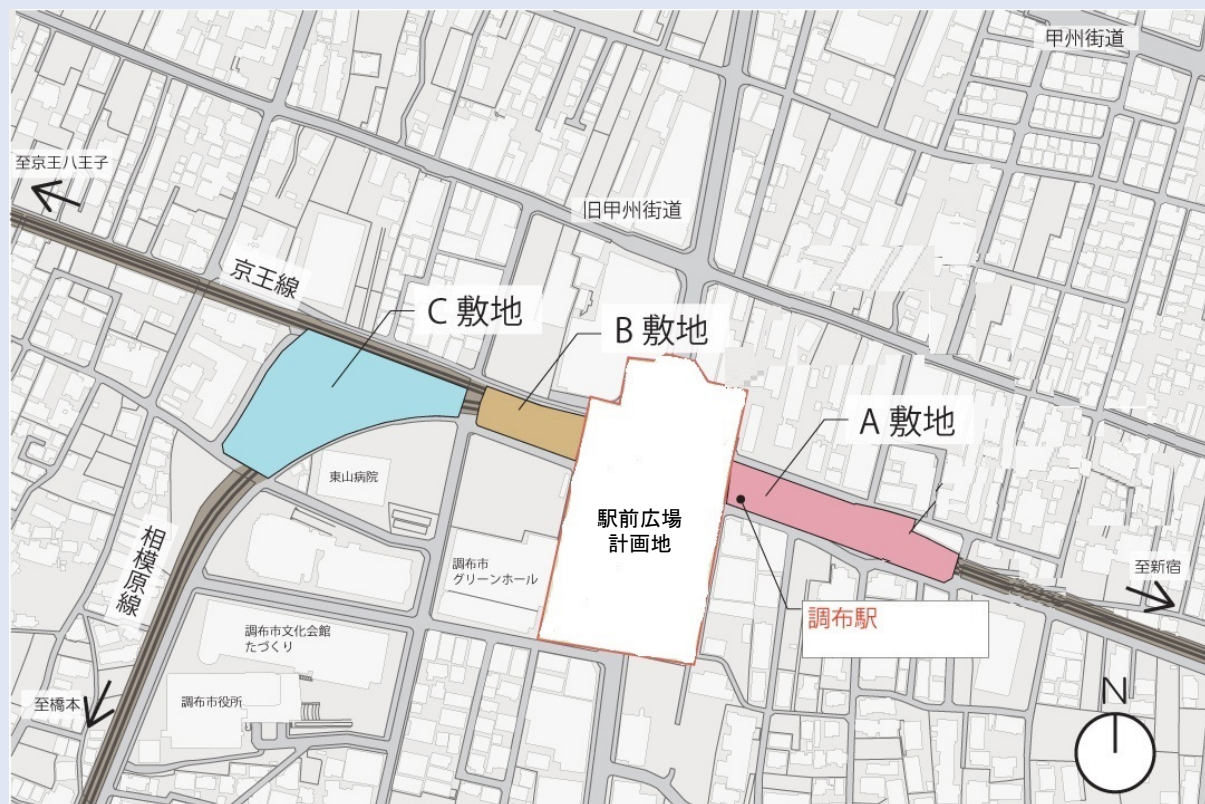 甲州街道
至京王八王子
旧甲州街道
京王線
C 敷地
B 敷地
A 敷地
東山病院
駅前広場
計画地
調布市
グリーンホール
至新宿
調布駅
相模原線
調布市文化会館
たづくり
至橋本
調布市役所
N